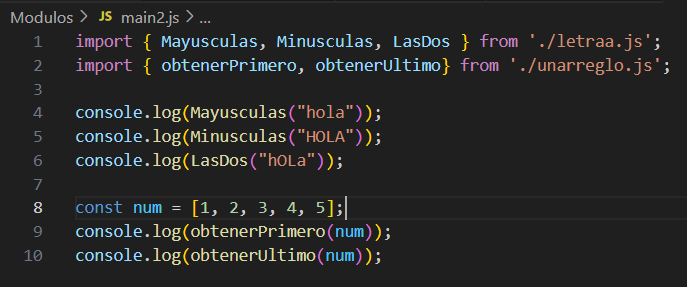 Modulos > JS main2.js > ...
1 import { Mayusculas, Minusculas, LasDos } from './letraa.js';
2 import { obtenerPrimero, obtenerUltimo} from './unarreglo.js';
3
4 console.log(Mayusculas("hola"));
5 console.log(Minusculas("HOLA"));
6 console.log(LasDos("hOLa"));
7
8 const num = [1, 2, 3, 4, 5];
9 console.log(obtenerPrimero(num));
10 console.log(obtenerUltimo(num));